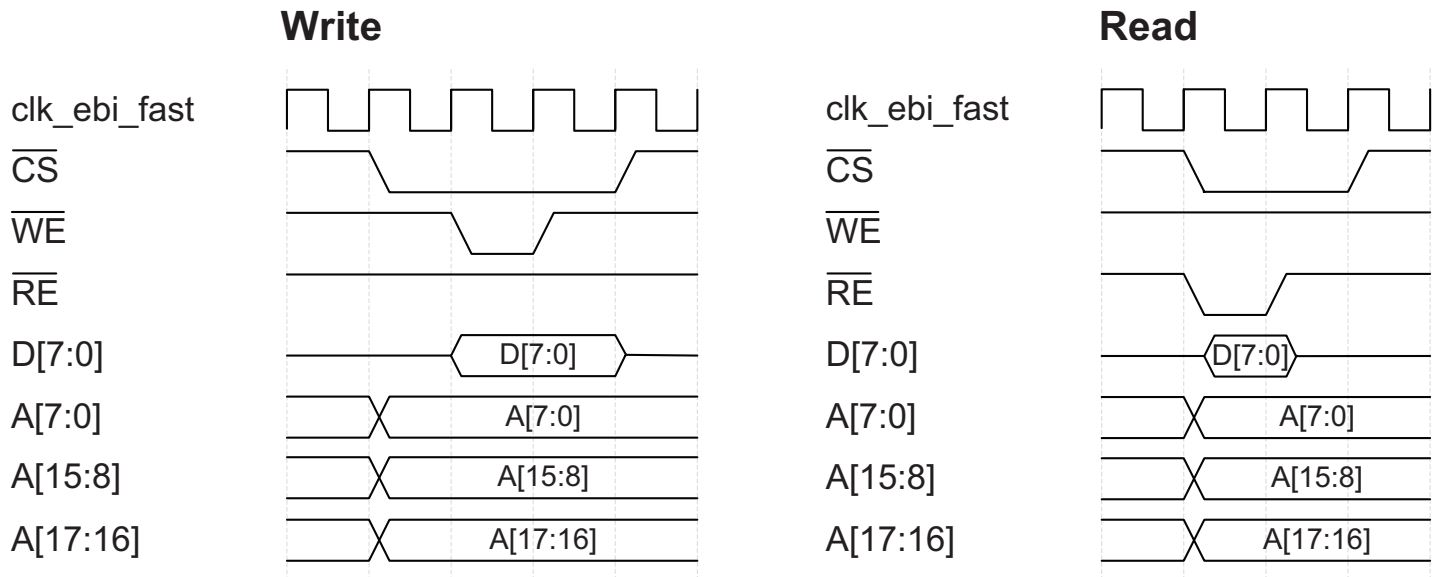 Write
clk_ebi_fast
CS
WE
RE
D[7:0] D[7:0]
A[7:0] A[7:0]
A[15:8] A[15:8]
A[17:16] A[17:16]
Read
clk_ebi_fast
CS
WE
RE
D[7:0] D[7:0]
A[7:0] A[7:0]
A[15:8] A[15:8]
A[17:16] A[17:16]